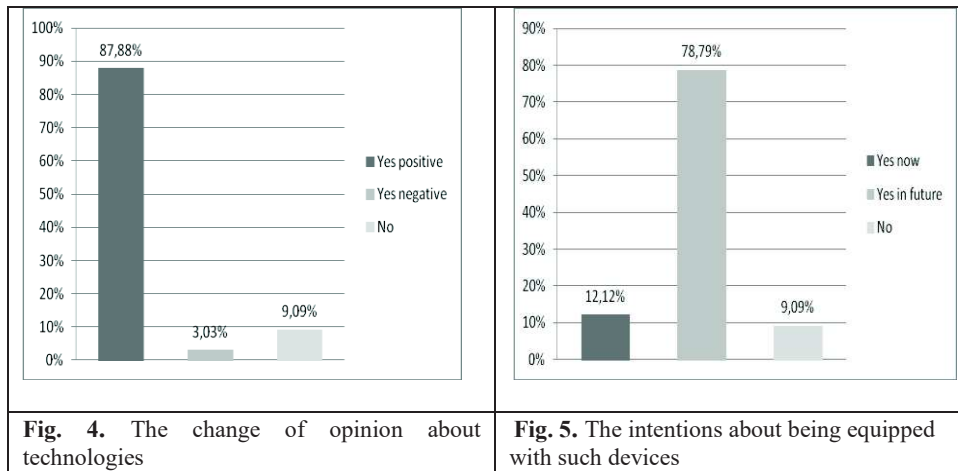 100%
90%
80%
70%
60%
50%
40%
30%
20%
10%
0%
87,88%
3,03%
9,09%
Yes positive
Yes negative
No
90%
80%
70%
60%
50%
40%
30%
20%
10%
0%
12,12%
78,79%
9,09%
Yes now
Yes in future
No
Fig. 4. The change of opinion about
technologies
Fig. 5. The intentions about being equipped
with such devices